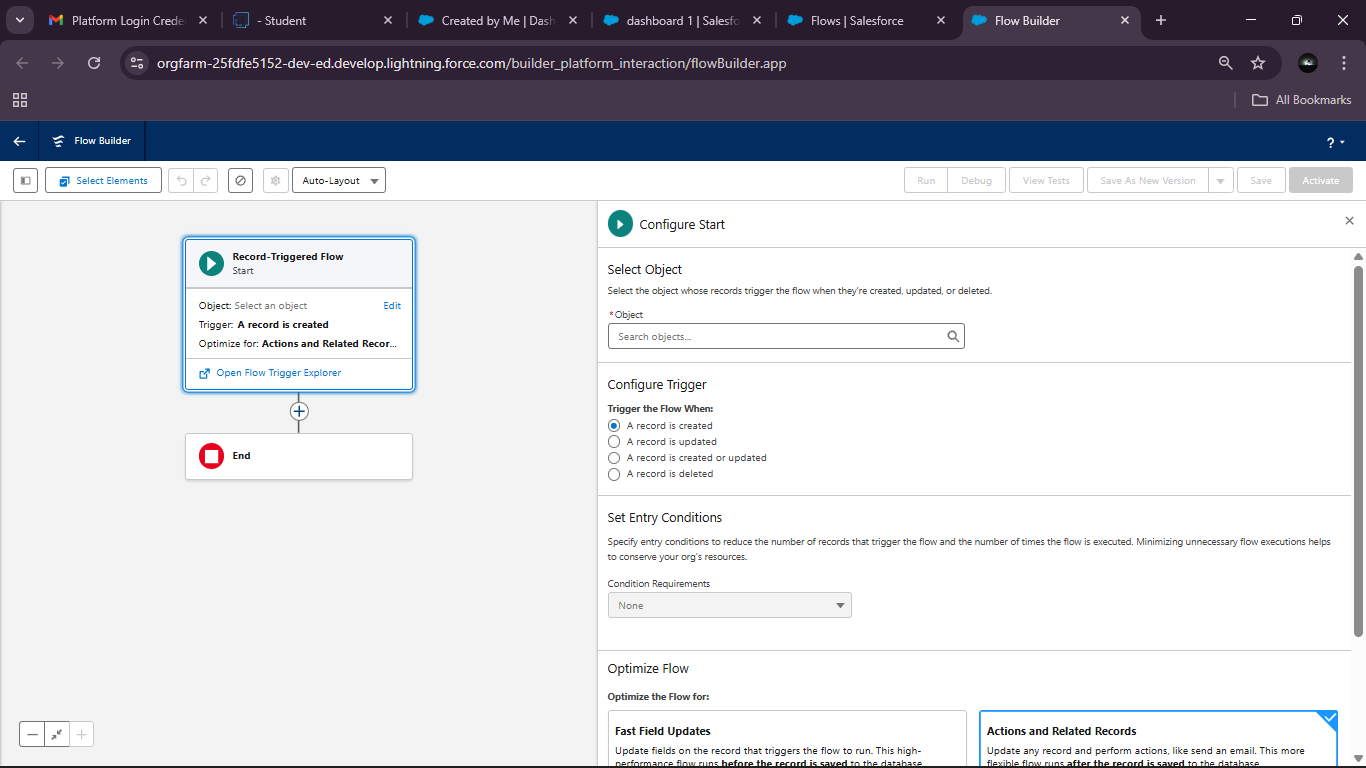 Platform Login Crede
- Student
Created by Me | Dash
dashboard 1 | Salesfo
Flows | Salesforce
Flow Builder
orgfarm-25fdfe5152-dev-ed.develop.lightning.force.com/builder_platform_interaction/flowBuilder.app
All Bookmarks
Flow Builder
?
Select Elements
Auto-Layout
Run
Debug
View Tests
Save As New Version
Save
Activate
Record-Triggered Flow
Start
Object: Select an object
Edit
Trigger: A record is created
Optimize for: Actions and Related Recor...
Open Flow Trigger Explorer
End
Configure Start
Select Object
Select the object whose records trigger the flow when they're created, updated, or deleted.
*Object
Search objects...
Configure Trigger
Trigger the Flow When:
A record is created
A record is updated
A record is created or updated
A record is deleted
Set Entry Conditions
Specify entry conditions to reduce the number of records that trigger the flow and the number of times the flow is executed. Minimizing unnecessary flow executions helps
to conserve your org's resources.
Condition Requirements
None
Optimize Flow
Optimize the Flow for:
Fast Field Updates
Update fields on the record that triggers the flow to run. This high-
performance flow runs before the record is saved to the database.
Actions and Related Records
Update any record and perform actions, like send an email. This more
flexible flow runs after the record is saved to the database.